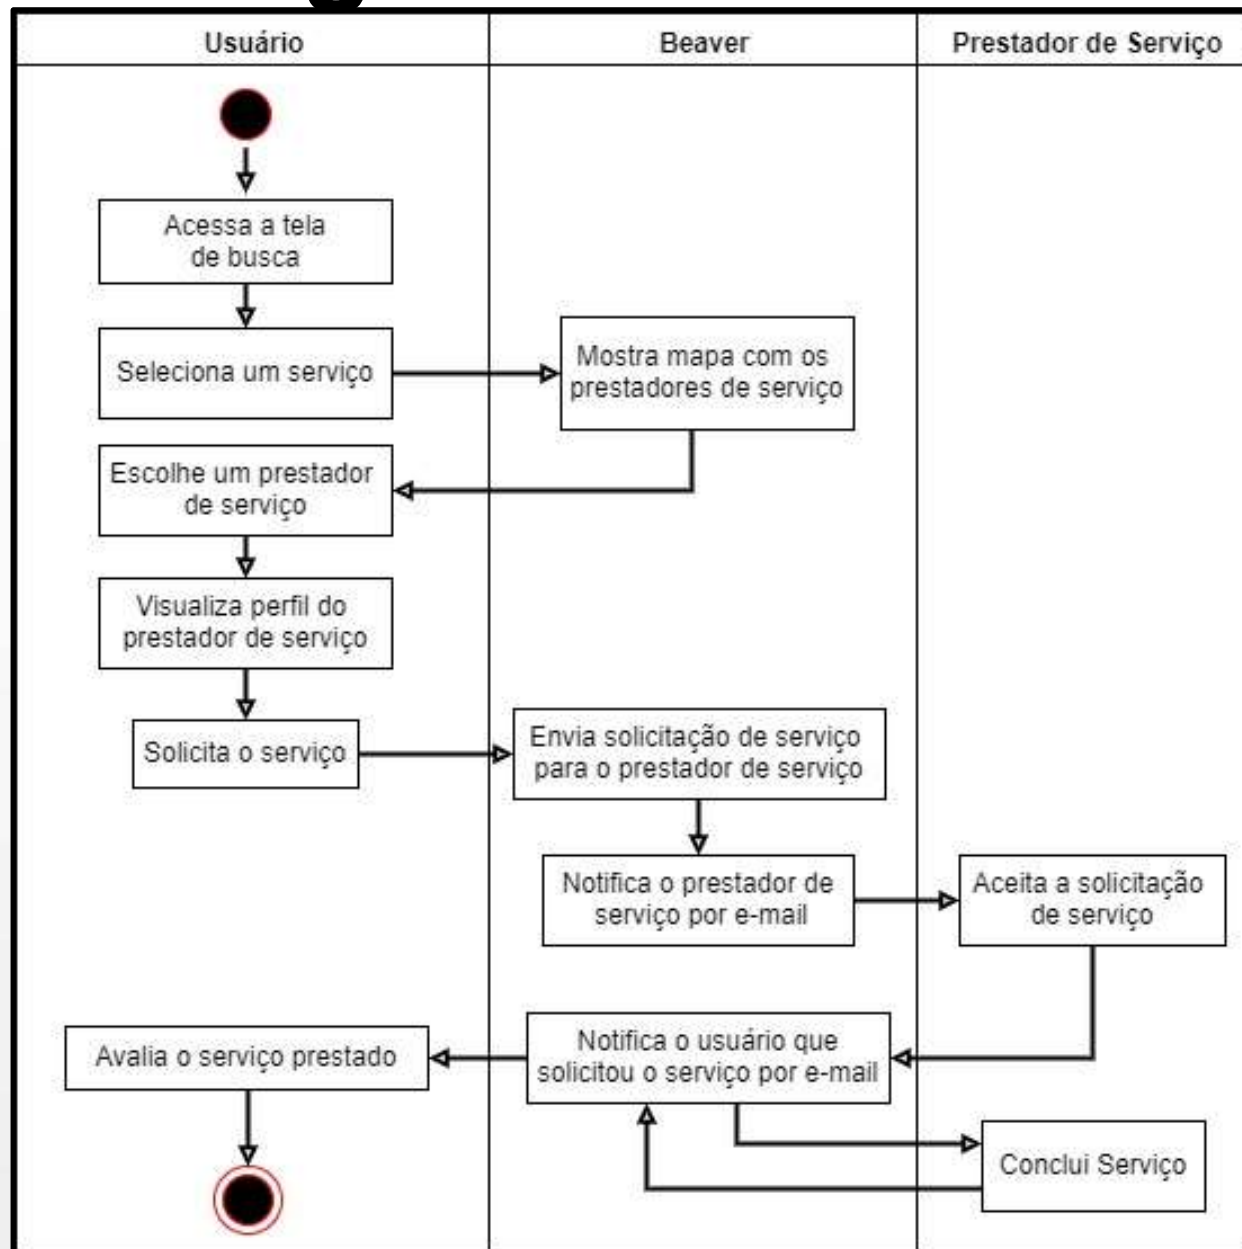 Usuário
Beaver
Prestador de Serviço
Acessa a tela
de busca
Seleciona um serviço
Mostra mapa com os
prestadores de serviço
Escolhe um prestador
de serviço
Visualiza perfil do
prestador de serviço
Solicita o serviço
Envia solicitação de serviço
para o prestador de serviço
Notifica o prestador de
serviço por e-mail
Aceita a solicitação
de serviço
Notifica o usuário que
solicitou o serviço por e-mail
Avalia o serviço prestado
Conclui Serviço